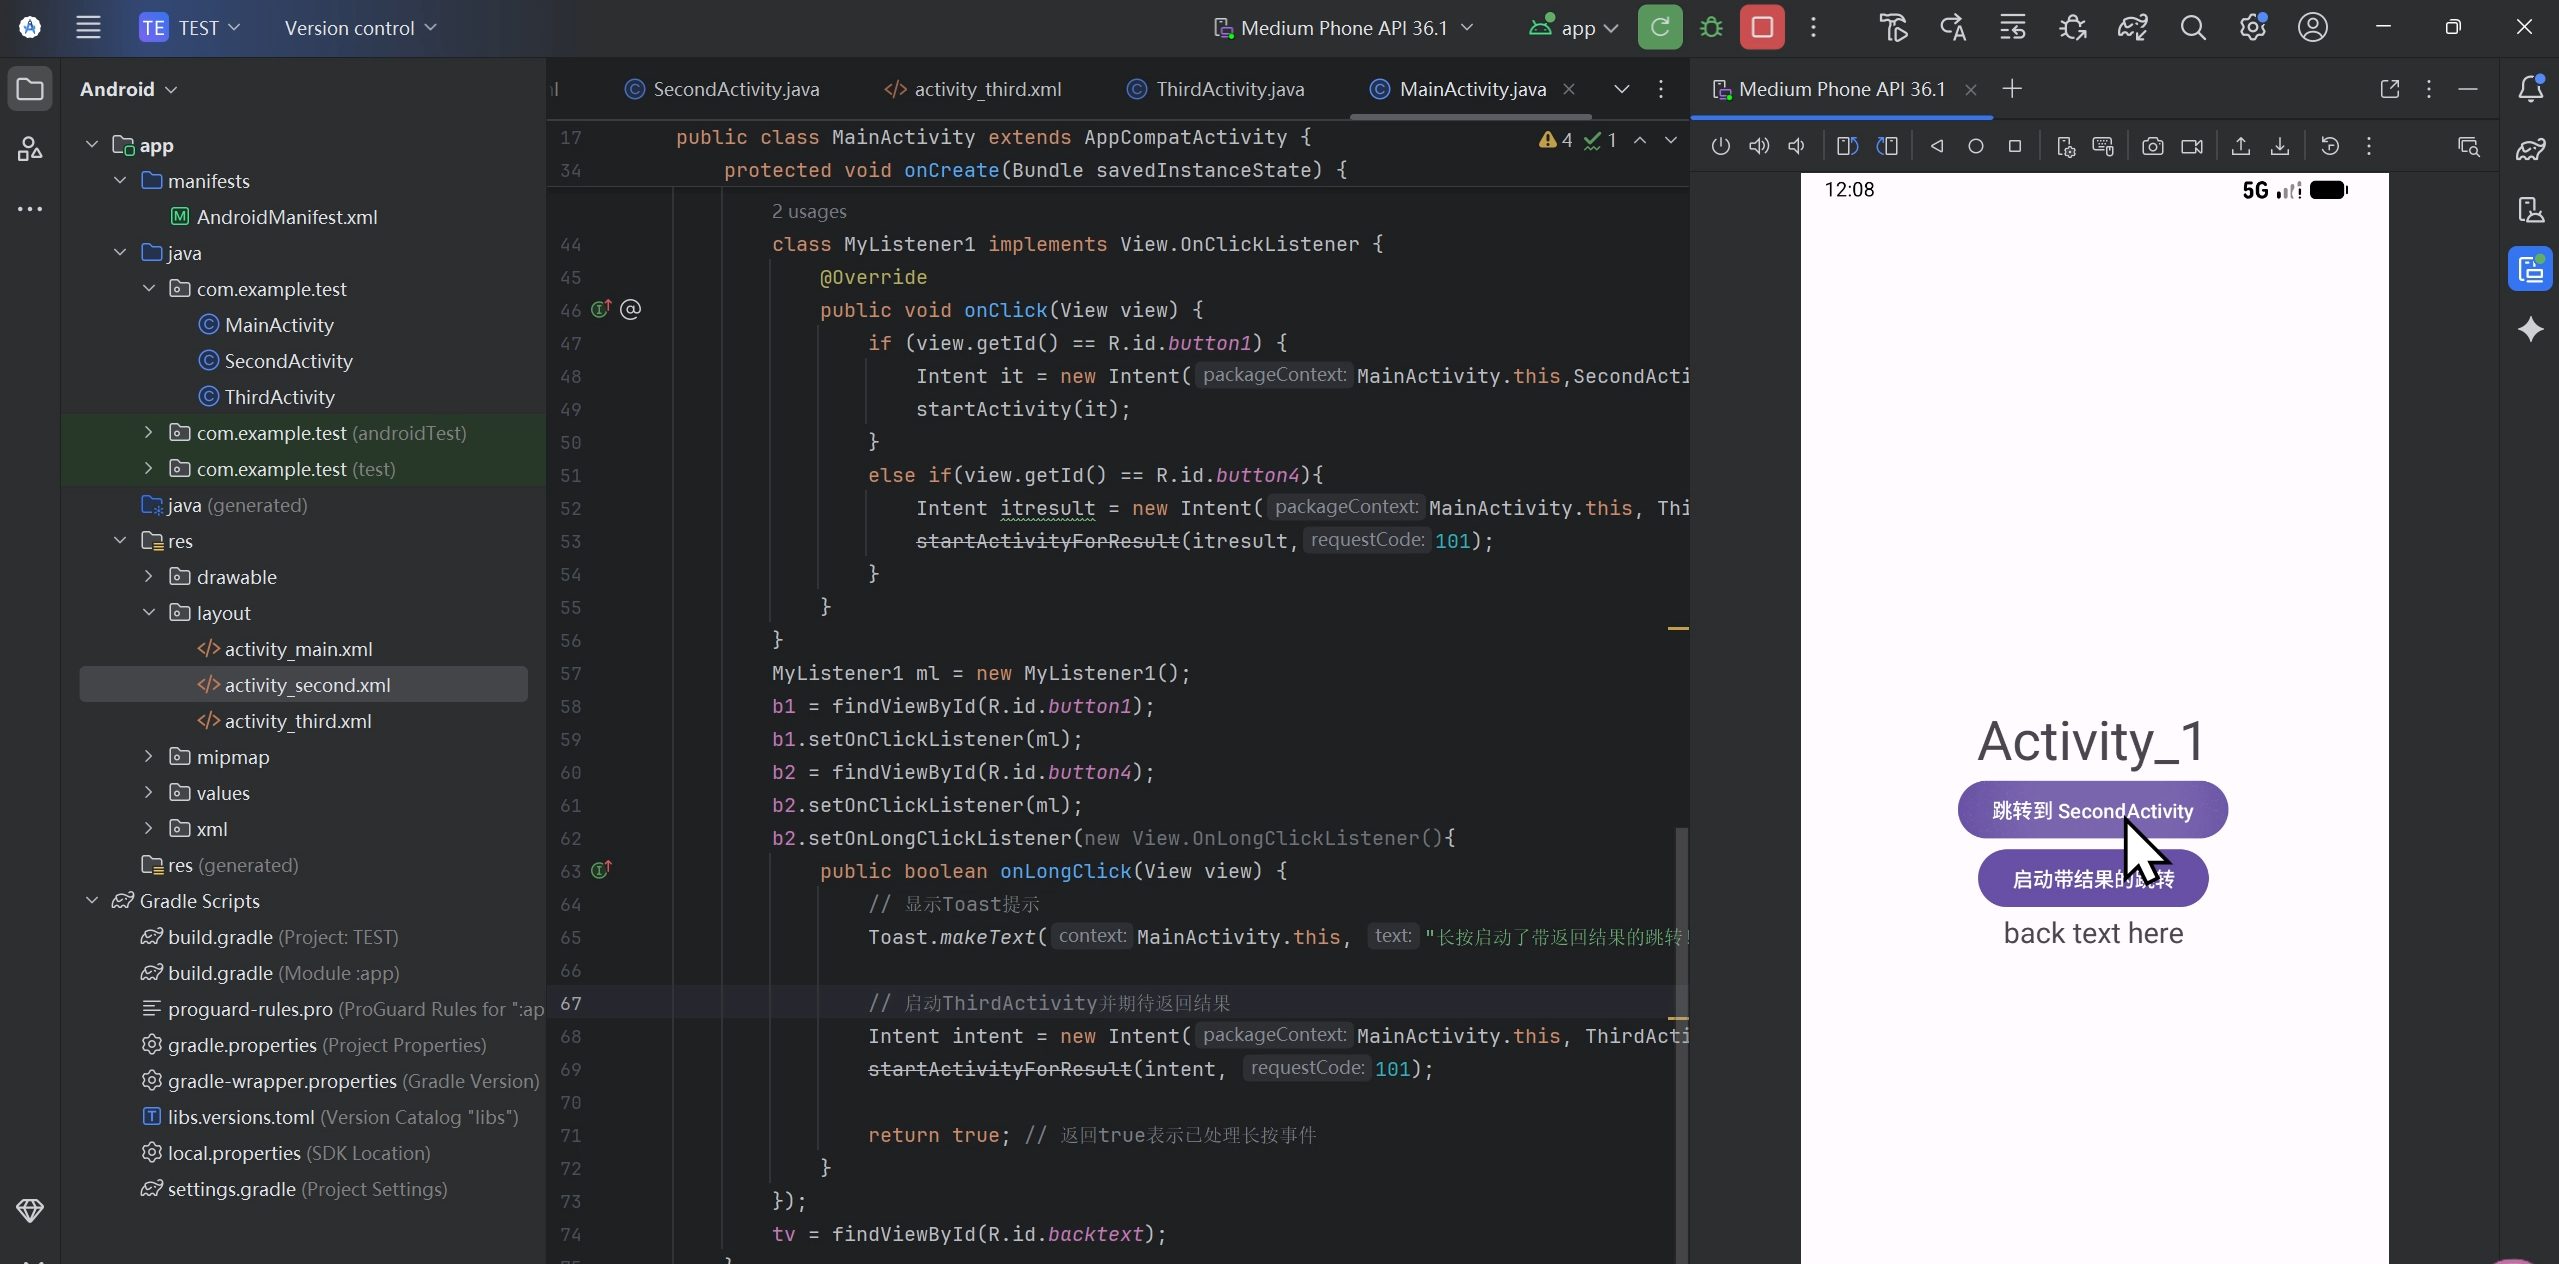 TE TEST
Version control
Medium Phone API 36.1
app
Android
app
manifests
AndroidManifest.xml
java
com.example.test
MainActivity
SecondActivity
ThirdActivity
com.example.test (androidTest)
com.example.test (test)
java (generated)
res
drawable
layout
activity_main.xml
activity_second.xml
activity_third.xml
mipmap
values
xml
res (generated)
Gradle Scripts
build.gradle (Project: TEST)
build.gradle (Module :app)
proguard-rules.pro (ProGuard Rules for ":ap
gradle.properties (Project Properties)
gradle-wrapper.properties (Gradle Version)
libs.versions.toml (Version Catalog "libs")
local.properties (SDK Location)
settings.gradle (Project Settings)
SecondActivity.java
activity_third.xml
ThirdActivity.java
MainActivity.java
4 1
17 public class MainActivity extends AppCompatActivity {
34 protected void onCreate(Bundle savedInstanceState) {
2 usages
44 class MyListener1 implements View.OnClickListener {
45 @Override
46 public void onClick(View view) {
47 if (view.getId() == R.id.button1) {
48 Intent it = new Intent( packageContext: MainActivity.this,SecondActi
49 startActivity(it);
50 }
51 else if(view.getId() == R.id.button4){
52 Intent itresult = new Intent( packageContext: MainActivity.this, Thi
53 startActivityForResult(itresult, requestCode: 101);
54 }
55 }
56 }
57 MyListener1 ml = new MyListener1();
58 b1 = findViewById(R.id.button1);
59 b1.setOnClickListener(ml);
60 b2 = findViewById(R.id.button4);
61 b2.setOnClickListener(ml);
62 b2.setOnLongClickListener(new View.OnLongClickListener(){
63 public boolean onLongClick(View view) {
64 // 显示Toast提示
65 Toast.makeText( context: MainActivity.this, text: "长按启动了带返回结果的跳转
66
67 // 启动ThirdActivity并期待返回结果
68 Intent intent = new Intent( packageContext: MainActivity.this, ThirdActi
69 startActivityForResult(intent, requestCode: 101);
70
71 return true; // 返回true表示已处理长按事件
72 }
73 });
74 tv = findViewById(R.id.backtext);
Medium Phone API 36.1
12:08
5G
Activity_1
跳转到 SecondActivity
启动带结果的跳转
back text here